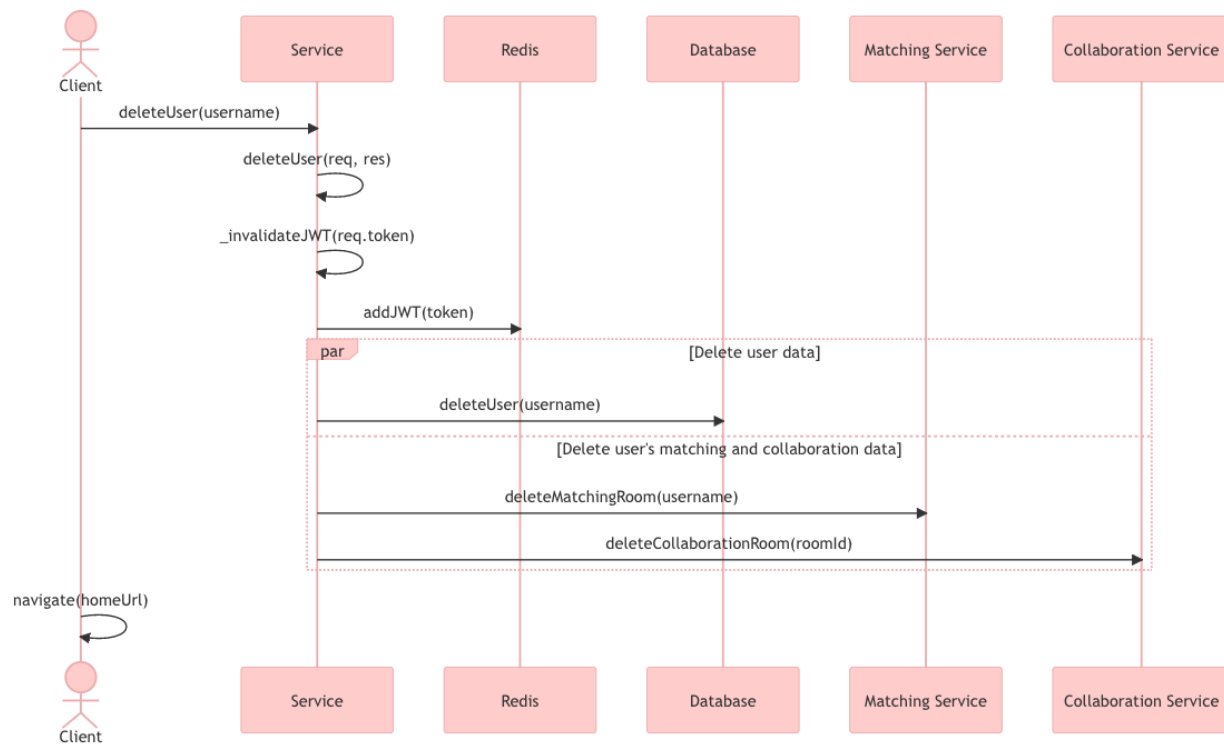 Client
Service
Redis
Database
Matching Service
Collaboration Service
deleteUser(username)
deleteUser(req, res)
_invalidateJWT(req.token)
addJWT(token)
par
[Delete user data]
deleteUser(username)
[Delete user's matching and collaboration data]
deleteMatchingRoom(username)
deleteCollaborationRoom(roomId)
navigate(homeUrl)
Client
Service
Redis
Database
Matching Service
Collaboration Service